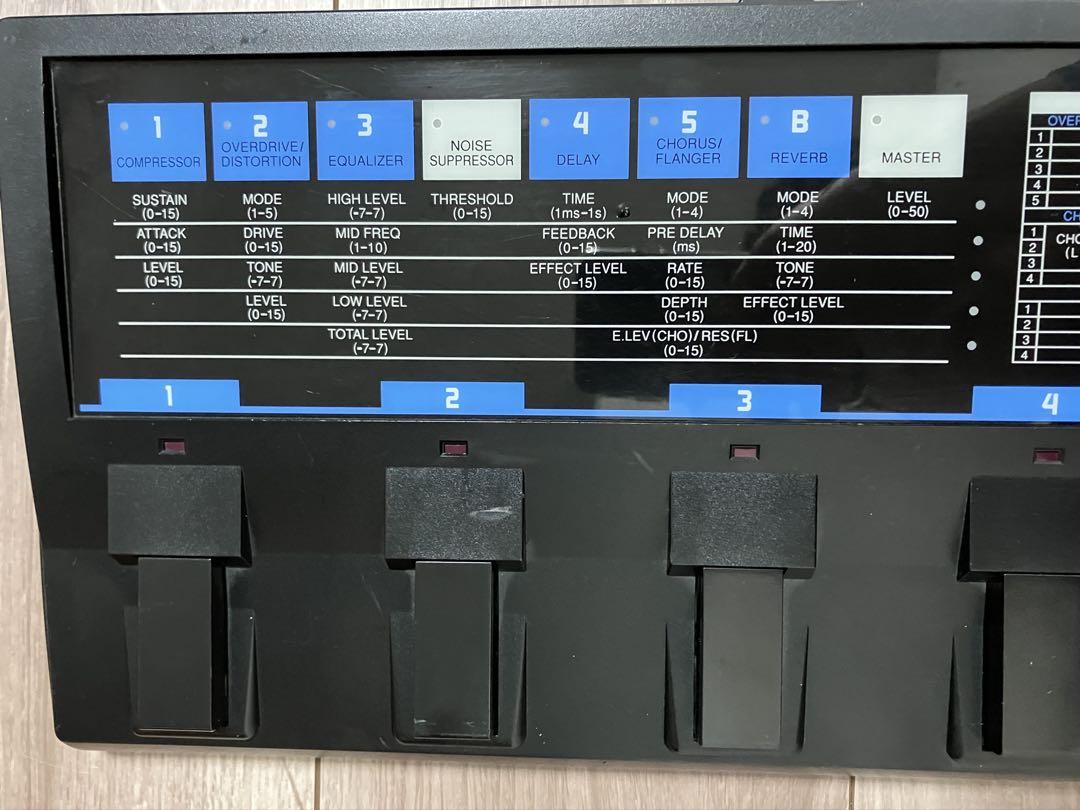 1
COMPRESSOR
2
OVERDRIVE/
DISTORTION
3
EQUALIZER
NOISE
SUPPRESSOR
4
DELAY
5
CHORUS/
FLANGER
B
REVERB
MASTER
SUSTAIN
(0-15)
MODE
(1-5)
HIGH LEVEL
(-7-7)
THRESHOLD
(0-15)
TIME
(1ms-1s)
MODE
(1-4)
MODE
(1-4)
LEVEL
(0-50)
ATTACK
(0-15)
DRIVE
(0-15)
MID FREQ
(1-10)
FEEDBACK
(0-15)
PRE DELAY
(ms)
TIME
(1-20)
LEVEL
(0-15)
TONE
(-7-7)
MID LEVEL
(-7-7)
EFFECT LEVEL
(0-15)
RATE
(0-15)
TONE
(-7-7)
LEVEL
(0-15)
LOW LEVEL
(-7-7)
DEPTH
(0-15)
EFFECT LEVEL
(0-15)
TOTAL LEVEL
(-7-7)
E.LEV(CHO)/RES(FL)
(0-15)
OVER
1
2
3
4
5
CH
1
2
3
4
CHO
(L
1
2
3
4
1
2
3
4